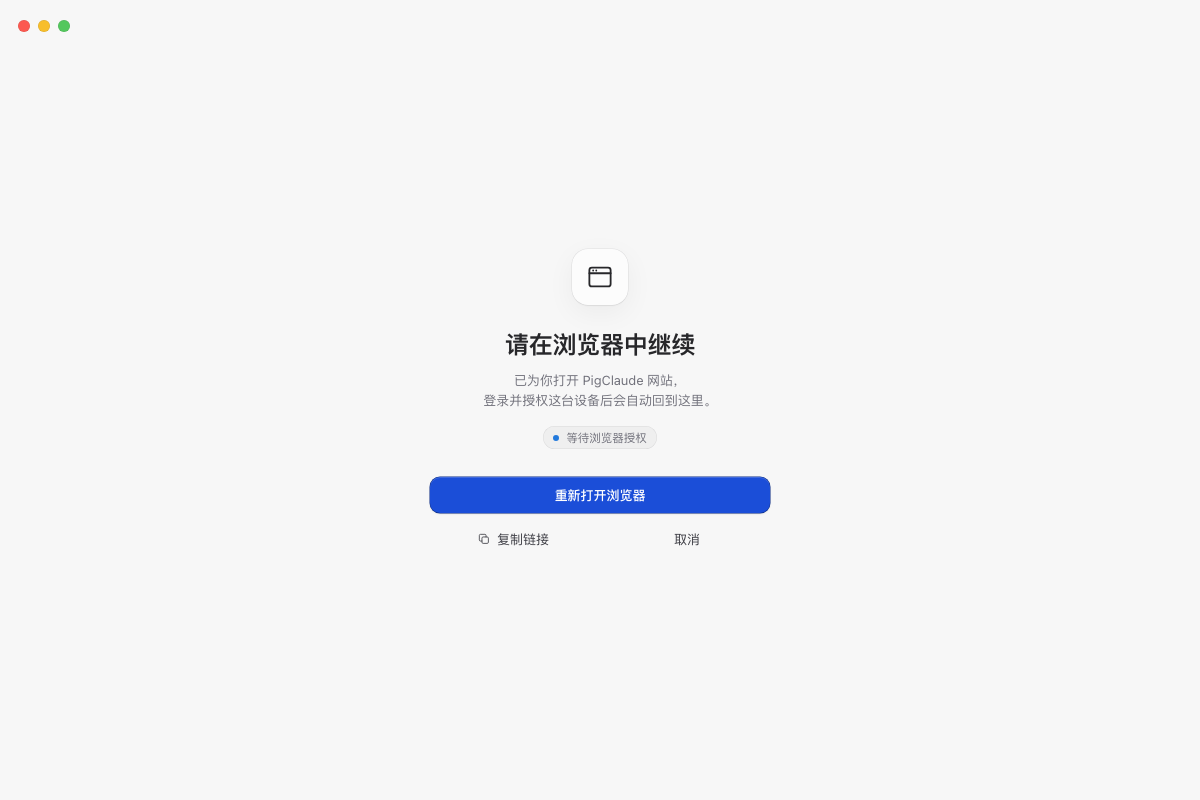 请在浏览器中继续
已为你打开 PigClaude 网站，
登录并授权这台设备后会自动回到这里。
等待浏览器授权
重新打开浏览器
复制链接
取消